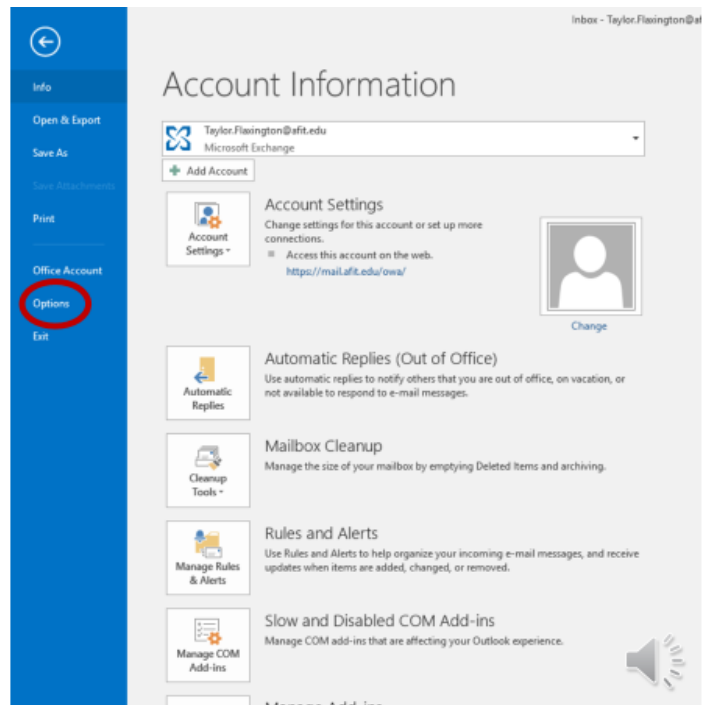 Inbox - Taylor.Flaxington@af
Info
Open & Export
Save As
Save Attachments
Print
Office Account
Options
Exit
Account Information
Taylor.Flaxington@afit.edu
Microsoft Exchange
Add Account
Account
Settings
Account Settings
Change settings for this account or set up more
connections.
Access this account on the web.
https://mail.afit.edu/owa/
Change
Automatic
Replies
Automatic Replies (Out of Office)
Use automatic replies to notify others that you are out of office, on vacation, or
not available to respond to e-mail messages.
Cleanup
Tools
Mailbox Cleanup
Manage the size of your mailbox by emptying Deleted Items and archiving.
Manage Rules
& Alerts
Rules and Alerts
Use Rules and Alerts to help organize your incoming e-mail messages, and receive
updates when items are added, changed, or removed.
Manage COM
Add-ins
Slow and Disabled COM Add-ins
Manage COM add-ins that are affecting your Outlook experience.
Manage Add-ins